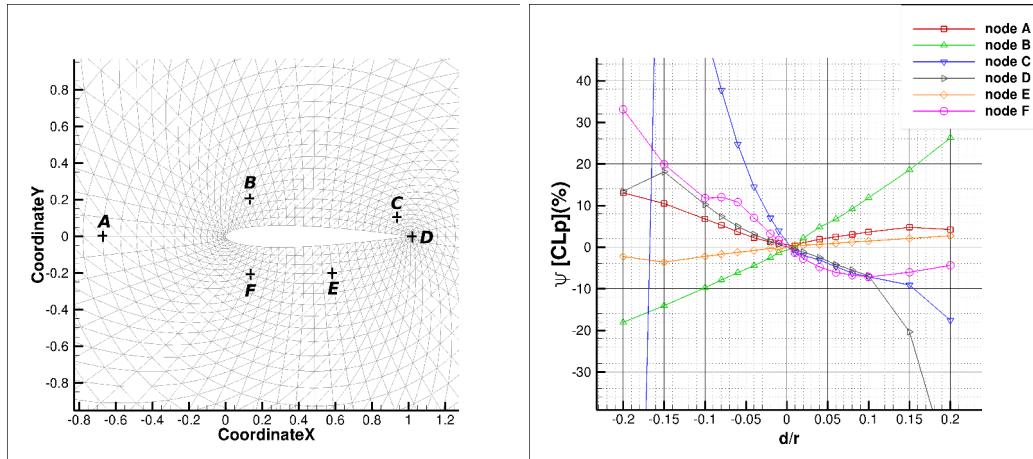 CoordinateY
0.8
0.6
0.4
0.2
0
-0.2
-0.4
-0.6
-0.8
A
B
C
D
E
F
-0.8 -0.6 -0.4 -0.2 0 0.2 0.4 0.6 0.8 1 1.2
CoordinateX
node A
node B
node C
node D
node E
node F
ψ [CLp](%)
40
30
20
10
0
-10
-20
-30
-0.2 -0.15 -0.1 -0.05 0 0.05 0.1 0.15 0.2
d/r